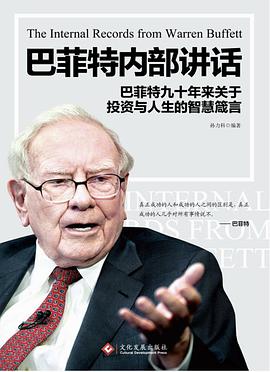 The Internal Records from Warren Buffett
巴菲特内部讲话
巴菲特九十年来关于
投资与人生的智慧箴言
孙力科◎编著
INTERNAL
RECORDS FROM
WARREN BUFFETT
真正成功的人和成功的人之间的区别是，真正
成功的人几乎对所有事情说不。
——巴菲特
文化发展出版社
Cultural Development Press